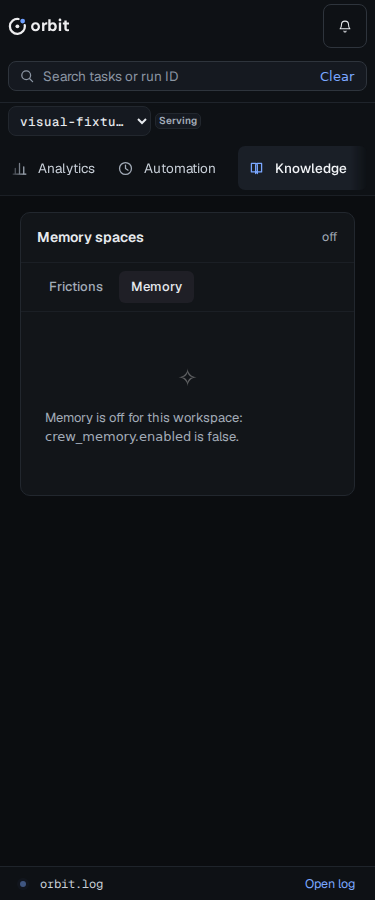 orbit
Search tasks or run ID Clear
visual-fixtu… Serving
Analytics Automation Knowledge
Memory spaces off
Frictions Memory
Memory is off for this workspace:
crew_memory.enabled is false.
orbit.log Open log